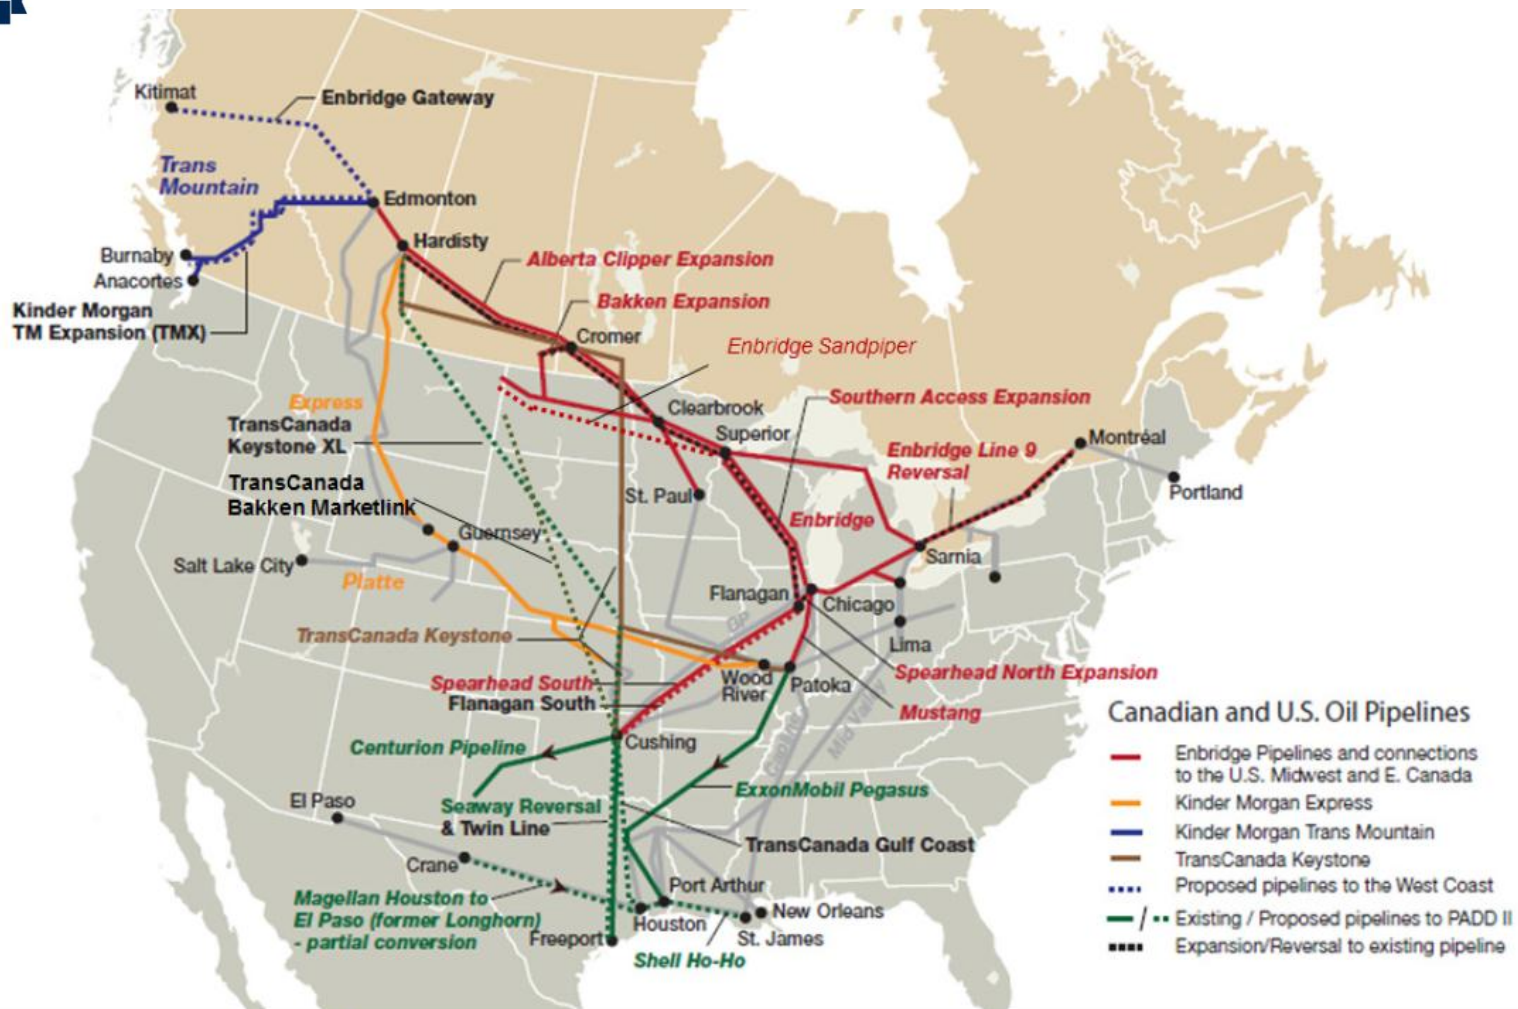 Kitimat
Enbridge Gateway
Trans
Mountain
Edmonton
Hardisty
Burnaby
Anacortes
Alberta Clipper Expansion
Kinder Morgan
TM Expansion (TMX)
Bakken Expansion
Cromer
Enbridge Sandpiper
Express
TransCanada
Keystone XL
Clearbrook
Superior
Southern Access Expansion
Enbridge Line 9
Reversal
Montréal
Portland
TransCanada
Bakken Marketlink
St. Paul
Enbridge
Guernsey
Sarnia
Salt Lake City
Platte
Flanagan
Chicago
GP
Lima
TransCanada Keystone
Wood
River
Patoka
Spearhead North Expansion
Spearhead South
Flanagan South
Mustang
Mid Valley
Capline
Cushing
Centurion Pipeline
ExxonMobil Pegasus
El Paso
Seaway Reversal
& Twin Line
TransCanada Gulf Coast
Crane
Port Arthur
Magellan Houston to
El Paso (former Longhorn)
- partial conversion
Houston
New Orleans
St. James
Freeport
Shell Ho-Ho
Canadian and U.S. Oil Pipelines
Enbridge Pipelines and connections
to the U.S. Midwest and E. Canada
Kinder Morgan Express
Kinder Morgan Trans Mountain
TransCanada Keystone
Proposed pipelines to the West Coast
Existing / Proposed pipelines to PADD II
Expansion/Reversal to existing pipeline